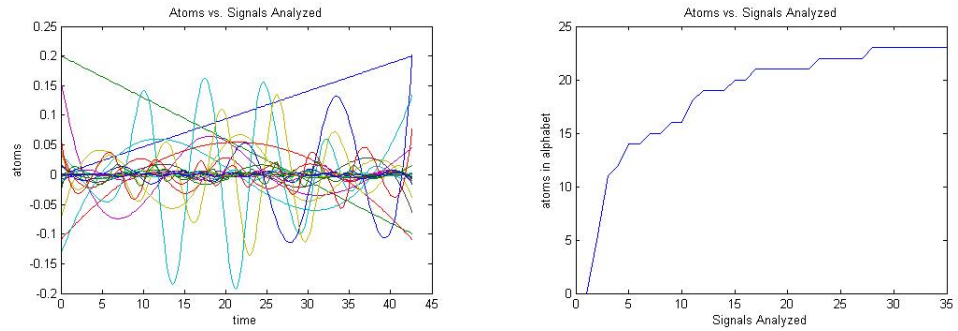 Atoms vs. Signals Analyzed
0.25
0.2
0.15
0.1
0.05
0
-0.05
-0.1
-0.15
-0.2
atoms
0 5 10 15 20 25 30 35 40 45
time
Atoms vs. Signals Analyzed
25
20
15
10
5
0
atoms in alphabet
0 5 10 15 20 25 30 35
Signals Analyzed